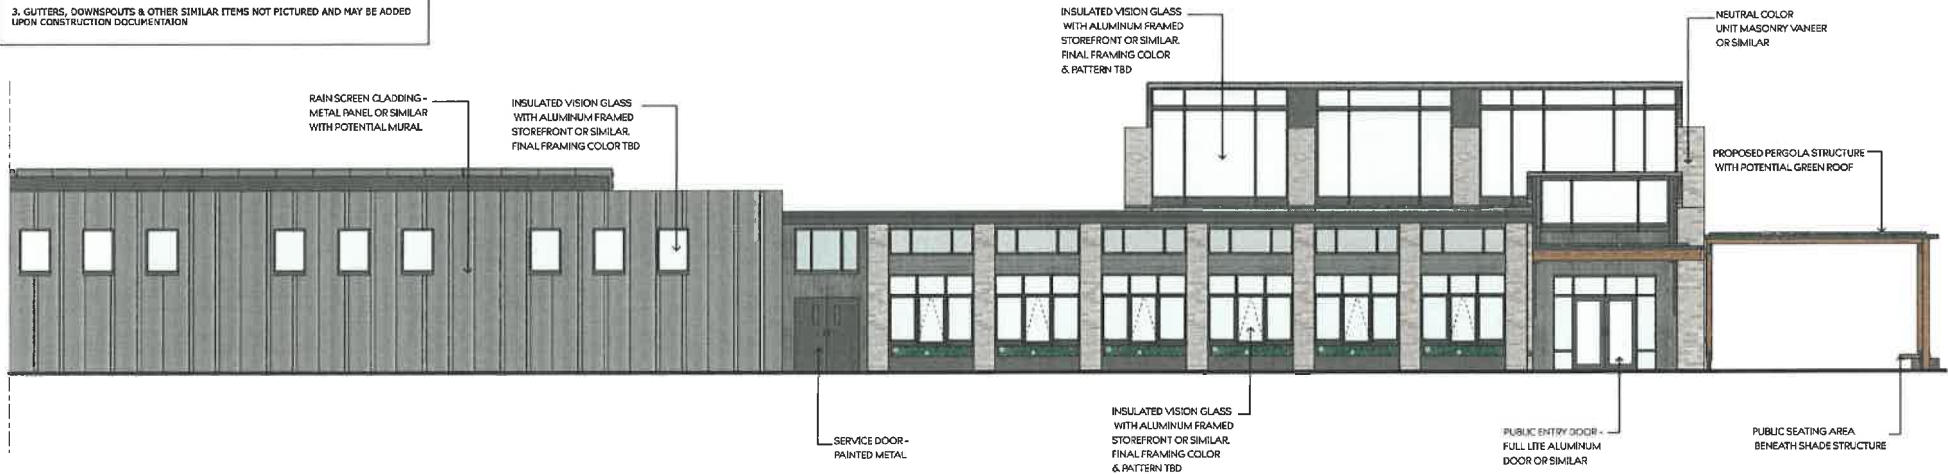 3. GUTTERS, DOWNSPOUTS & OTHER SIMILAR ITEMS NOT PICTURED AND MAY BE ADDED
UPON CONSTRUCTION DOCUMENTAION
RAIN SCREEN CLADDING -
METAL PANEL OR SIMILAR
WITH POTENTIAL MURAL
INSULATED VISION GLASS
WITH ALUMINUM FRAMED
STOREFRONT OR SIMILAR.
FINAL FRAMING COLOR TBD
INSULATED VISION GLASS
WITH ALUMINUM FRAMED
STOREFRONT OR SIMILAR.
FINAL FRAMING COLOR
& PATTERN TBD
NEUTRAL COLOR
UNIT MASONRY VANEER
OR SIMILAR
PROPOSED PERGOLA STRUCTURE
WITH POTENTIAL GREEN ROOF
SERVICE DOOR -
PAINTED METAL
INSULATED VISION GLASS
WITH ALUMINUM FRAMED
STOREFRONT OR SIMILAR.
FINAL FRAMING COLOR
& PATTERN TBD
PUBLIC ENTRY DOOR -
FULL LITE ALUMINUM
DOOR OR SIMILAR
PUBLIC SEATING AREA
BENEATH SHADE STRUCTURE